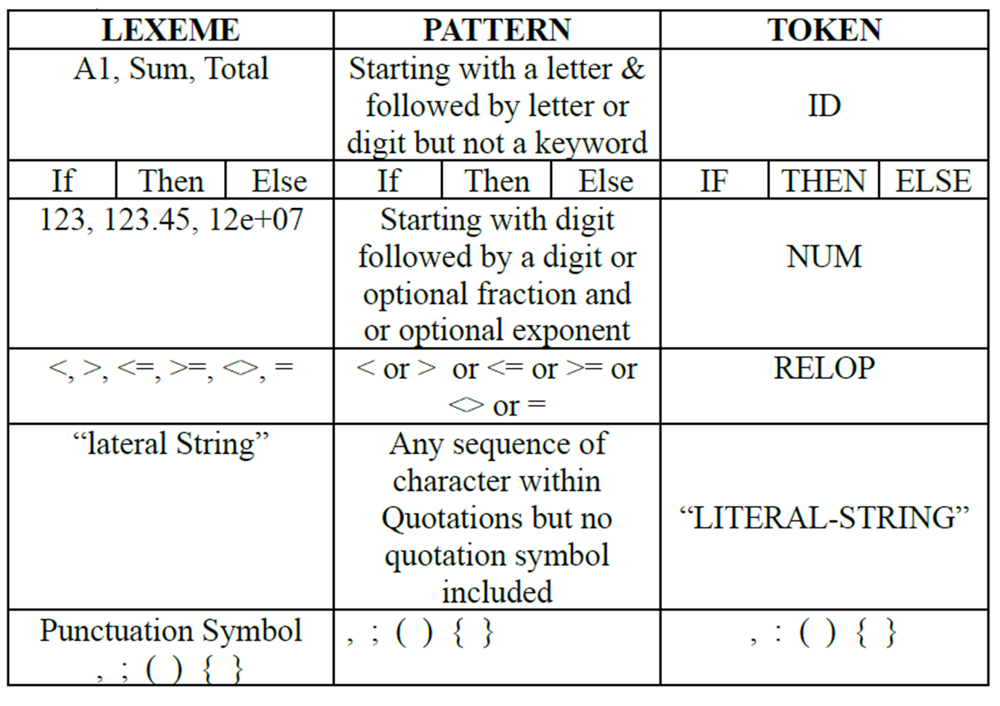 LEXEME PATTERN TOKEN
A1, Sum, Total Starting with a letter &
followed by letter or ID
digit but not a keyword
If Then Else If Then Else IF THEN ELSE
123, 123.45, 12e+07 Starting with digit
followed by a digit or NUM
optional fraction and
or optional exponent
<, >, <=, >=, <>, = < or > or <= or >= or RELOP
<> or =
“lateral String” Any sequence of
character within
Quotations but no “LITERAL-STRING”
quotation symbol
included
Punctuation Symbol , ; ( ) { } , : ( ) { }
, ; ( ) { }